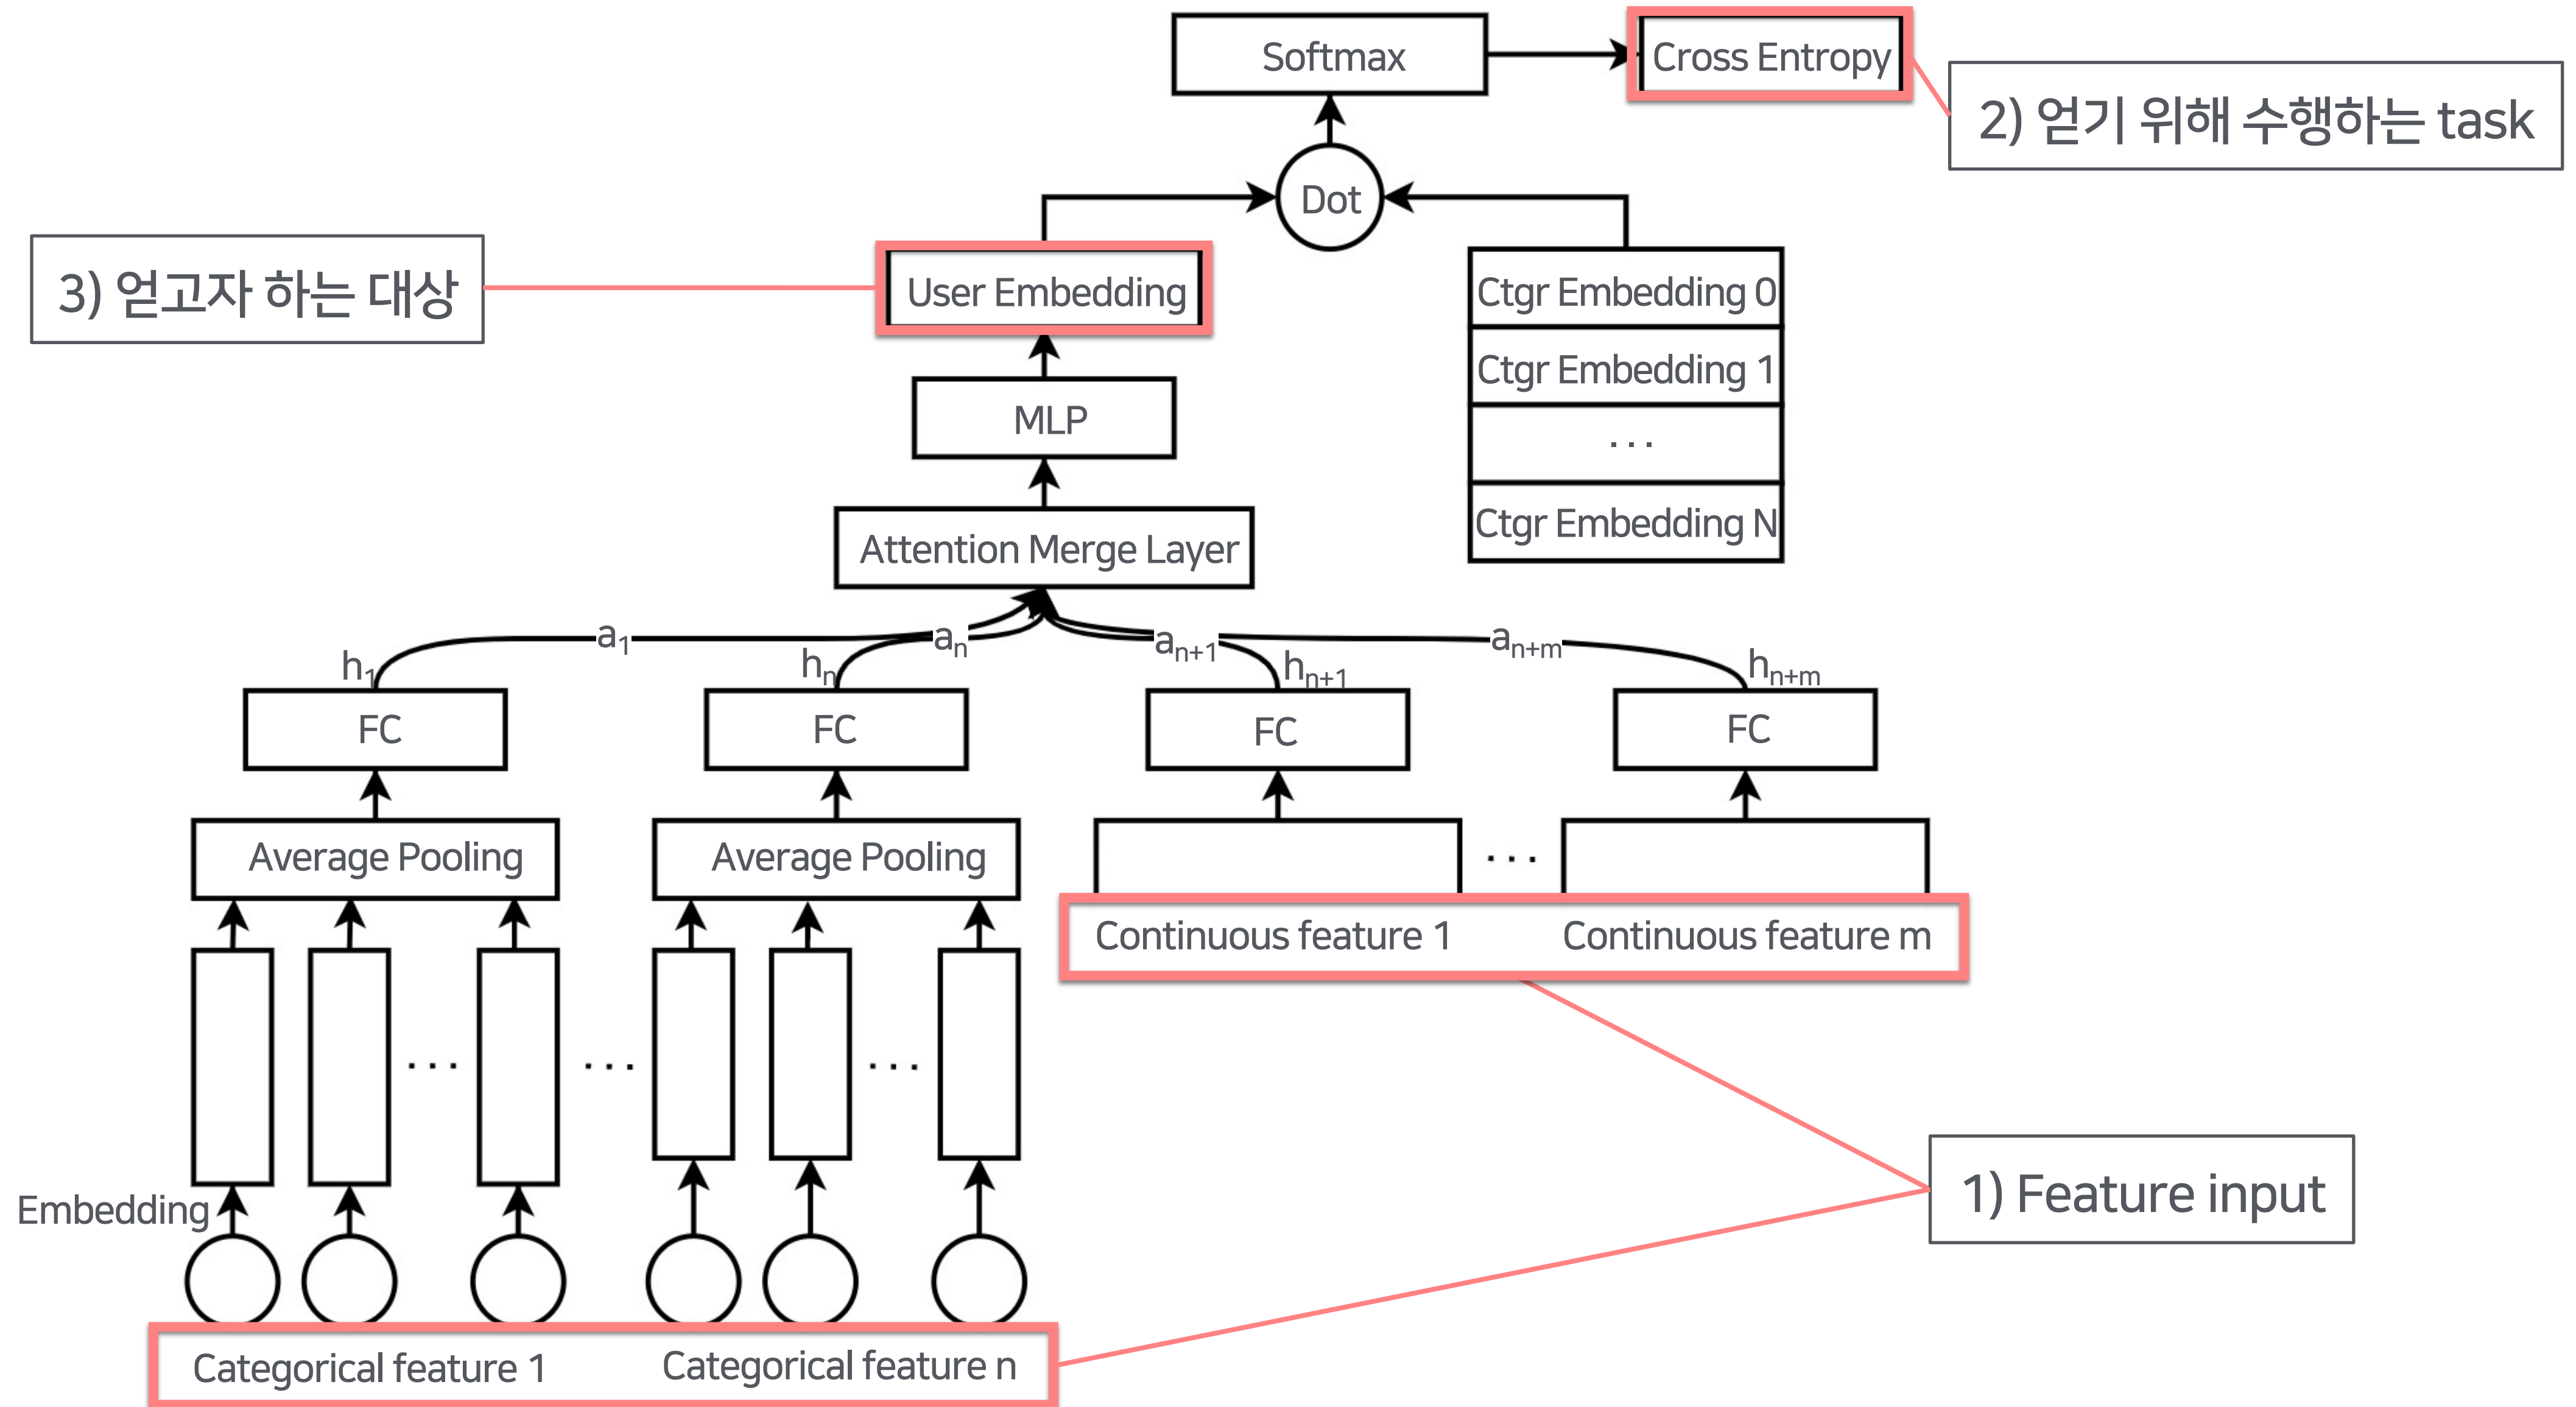 Softmax
Cross Entropy
2) 얻기 위해 수행하는 task
Dot
3) 얻고자 하는 대상
User Embedding
Ctgr Embedding 0
Ctgr Embedding 1
...
Ctgr Embedding N
MLP
Attention Merge Layer
a1
an
an+1
an+m
h1
hn
hn+1
hn+m
FC
FC
FC
FC
Average Pooling
Average Pooling
...
Continuous feature 1
Continuous feature m
...
...
...
Embedding
1) Feature input
Categorical feature 1
Categorical feature n